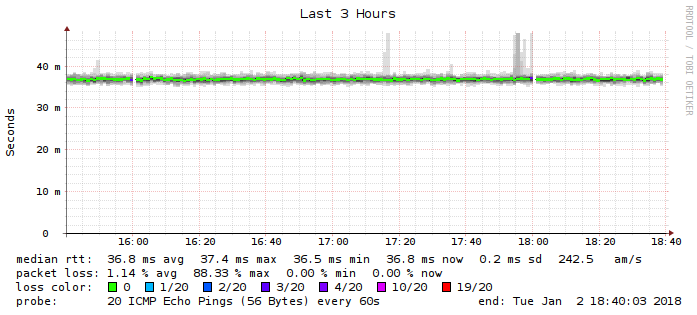 Last 3 Hours
RRDTOOL / TOBI OETIKER
Seconds
40 m
30 m
20 m
10 m
0
16:00 16:20 16:40 17:00 17:20 17:40 18:00 18:20 18:40
median rtt: 36.8 ms avg 37.4 ms max 36.5 ms min 36.8 ms now 0.2 ms sd 242.5 am/s
packet loss: 1.14 % avg 88.33 % max 0.00 % min 0.00 % now
loss color: 0 1/20 2/20 3/20 4/20 10/20 19/20
probe: 20 ICMP Echo Pings (56 Bytes) every 60s end: Tue Jan 2 18:40:03 2018